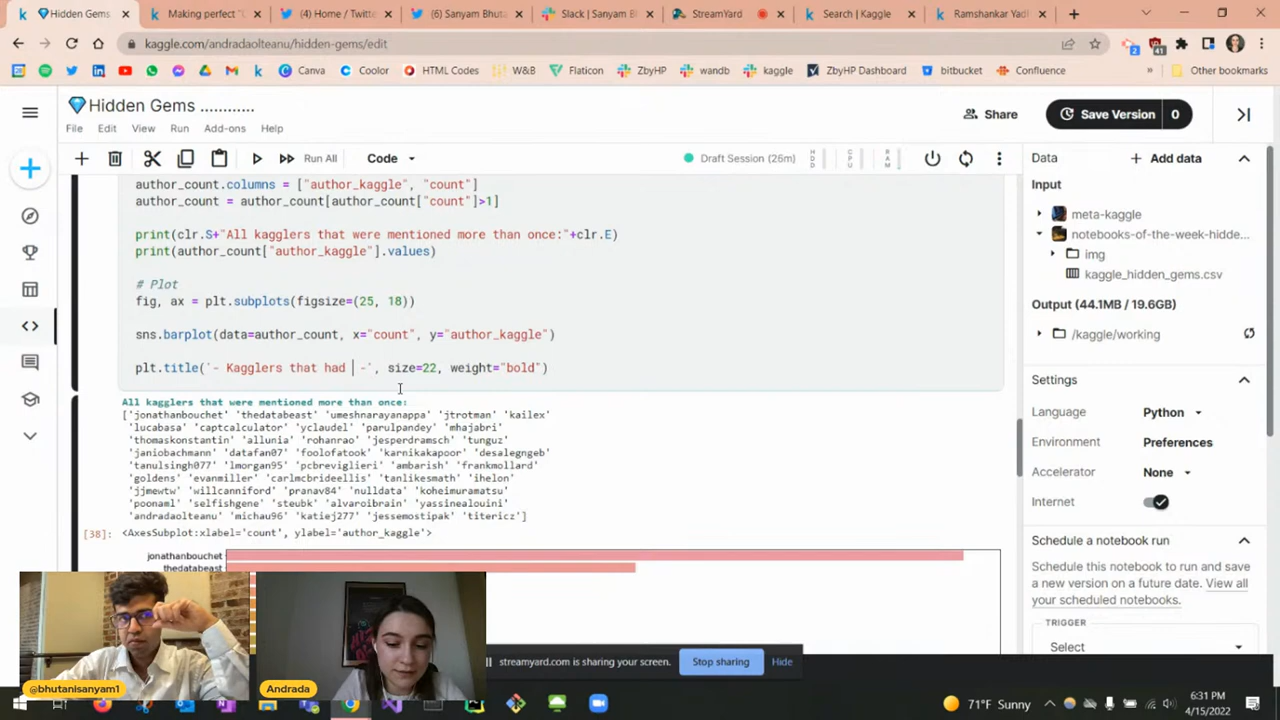 Hidden Gems
Making perfect "C
(4) Home / Twitte
(6) Sanyam Bhuta
Slack | Sanyam B
StreamYard
Search | Kaggle
Ramshankar Yad
kaggle.com/andradaolteanu/hidden-gems/edit
41
Canva
Coolor
HTML Codes
W&B
Flaticon
ZbyHP
wandb
kaggle
ZbyHP Dashboard
bitbucket
Confluence
»
Other bookmarks
Hidden Gems ............
Share
Save Version
0
File Edit View Run Add-ons Help
Run All
Code
Draft Session (26m)
HDD
CPU
RAM
author_count.columns = ["author_kaggle", "count"]
author_count = author_count[author_count["count"]>1]
print(clr.S+"All kagglers that were mentioned more than once:"+clr.E)
print(author_count["author_kaggle"].values)
# Plot
fig, ax = plt.subplots(figsize=(25, 18))
sns.barplot(data=author_count, x="count", y="author_kaggle")
plt.title('- Kagglers that had -', size=22, weight="bold")
All kagglers that were mentioned more than once:
['jonathanbouchet' 'thedatabeast' 'umeshnarayanappa' 'jtrotman' 'kailex'
'lucabasa' 'captcalculator' 'yclaudel' 'parulpandey' 'mhajabri'
'thomaskonstantin' 'allunia' 'rohanrao' 'jesperdramsch' 'tunguz'
'janiobachmann' 'datafan07' 'foolofatook' 'karnikakapoor' 'desalegngeb'
'tanulsingh077' 'lmorgan95' 'pcbreviglieri' 'ambarish' 'frankmollard'
'goldens' 'evanmiller' 'carlmcbrideellis' 'tanlikesmath' 'ihelon'
'jjmewtw' 'willcanniford' 'pranav84' 'nulldata' 'koheimuramatsu'
'poonaml' 'selfishgene' 'steubk' 'alvaroibrain' 'yassinealouini'
'andradaolteanu' 'michau96' 'katiej277' 'jessemostipak' 'titericz']
[38]:
<AxesSubplot:xlabel='count', ylabel='author_kaggle'>
jonathanbouchet
thedatabeast
Data
Add data
Input
meta-kaggle
notebooks-of-the-week-hidde...
img
kaggle_hidden_gems.csv
Output (44.1MB / 19.6GB)
/kaggle/working
Settings
Language
Python
Environment
Preferences
Accelerator
None
Internet
Schedule a notebook run
Schedule this notebook to run and save
a new version on a future date. View all
your scheduled notebooks.
TRIGGER
Select
@bhutanisanyam1
Andrada
streamyard.com is sharing your screen.
Stop sharing
Hide
71°F Sunny
6:31 PM
4/15/2022